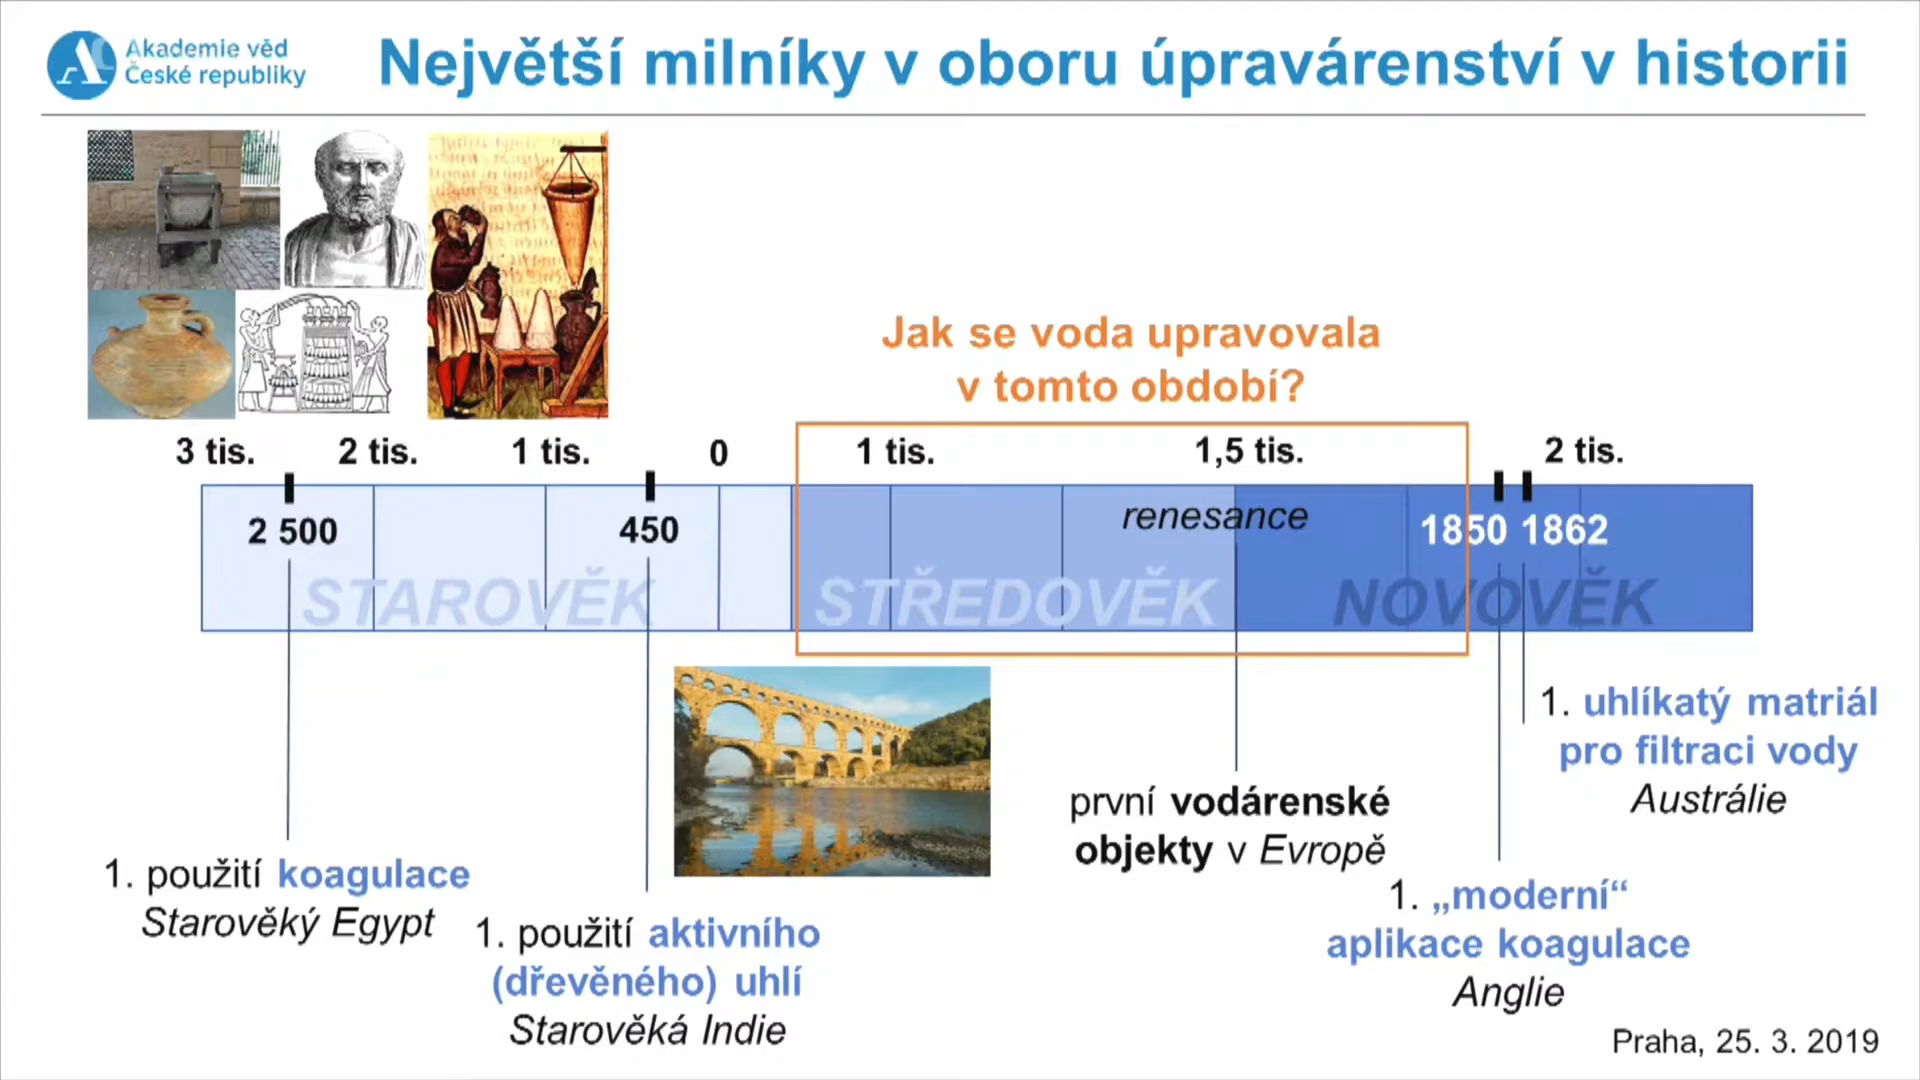 Akademie věd
České republiky
Největší milníky v oboru úpravárenství v historii
Jak se voda upravovala
v tomto období?
3 tis. 2 tis. 1 tis. 0 1 tis. 1,5 tis. 2 tis.
2 500 450 renesance 1850 1862
STAROVĚK STŘEDOVĚK NOVOVĚK
1. použití koagulace
Starověký Egypt
1. použití aktivního
(dřevěného) uhlí
Starověká Indie
první vodárenské
objekty v Evropě
1. „moderní“
aplikace koagulace
Anglie
1. uhlíkatý matriál
pro filtraci vody
Austrálie
Praha, 25. 3. 2019